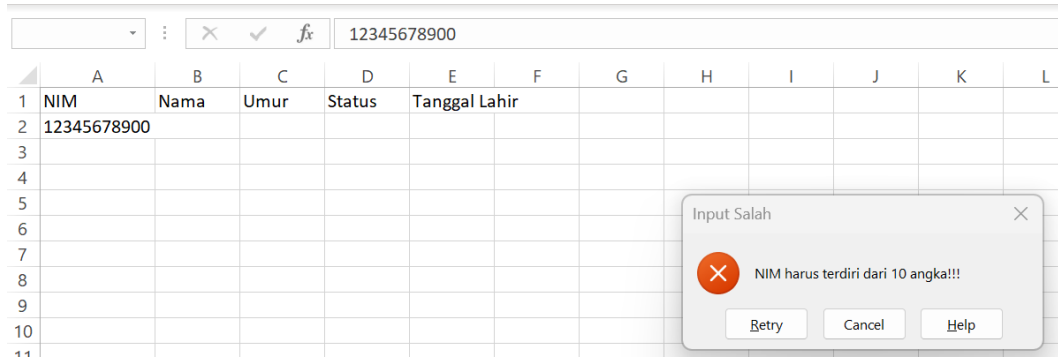 fx 12345678900
A B C D E F G H I J K L
1 NIM Nama Umur Status Tanggal Lahir
2 12345678900
3
4
5
6
7
8
9
10
11
Input Salah
NIM harus terdiri dari 10 angka!!!
Retry Cancel Help